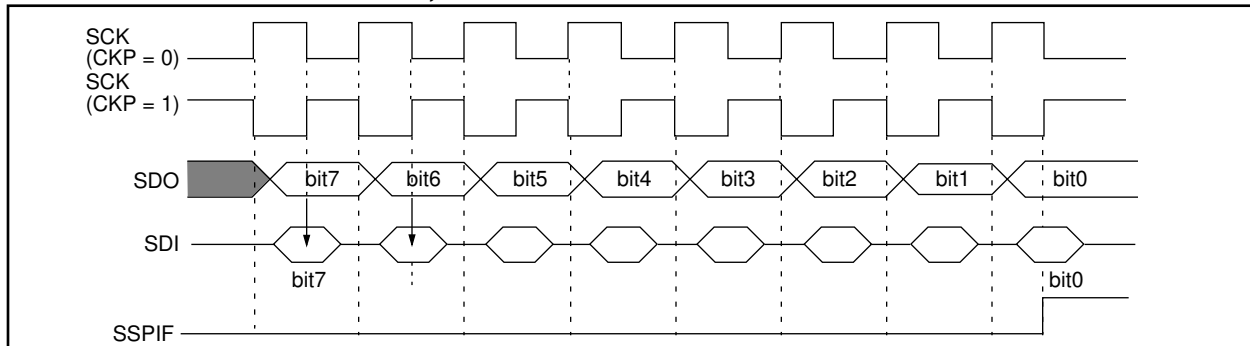 SCK
(CKP = 0)
SCK
(CKP = 1)
SDO bit7 bit6 bit5 bit4 bit3 bit2 bit1 bit0
SDI
bit7 bit0
SSPIF